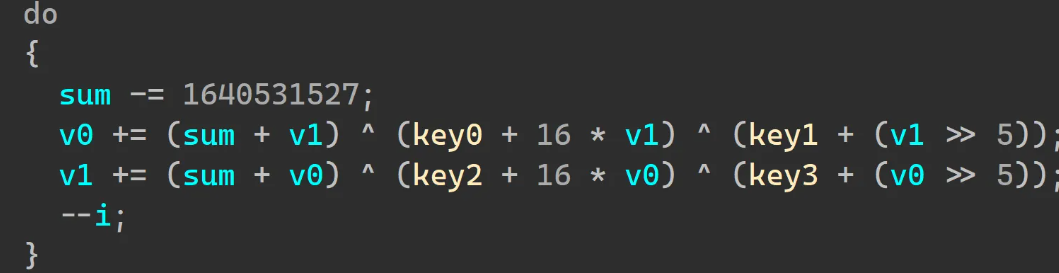 do
{
sum -= 1640531527;
v0 += (sum + v1) ^ (key0 + 16 * v1) ^ (key1 + (v1 >> 5));
v1 += (sum + v0) ^ (key2 + 16 * v0) ^ (key3 + (v0 >> 5));
--i;
}